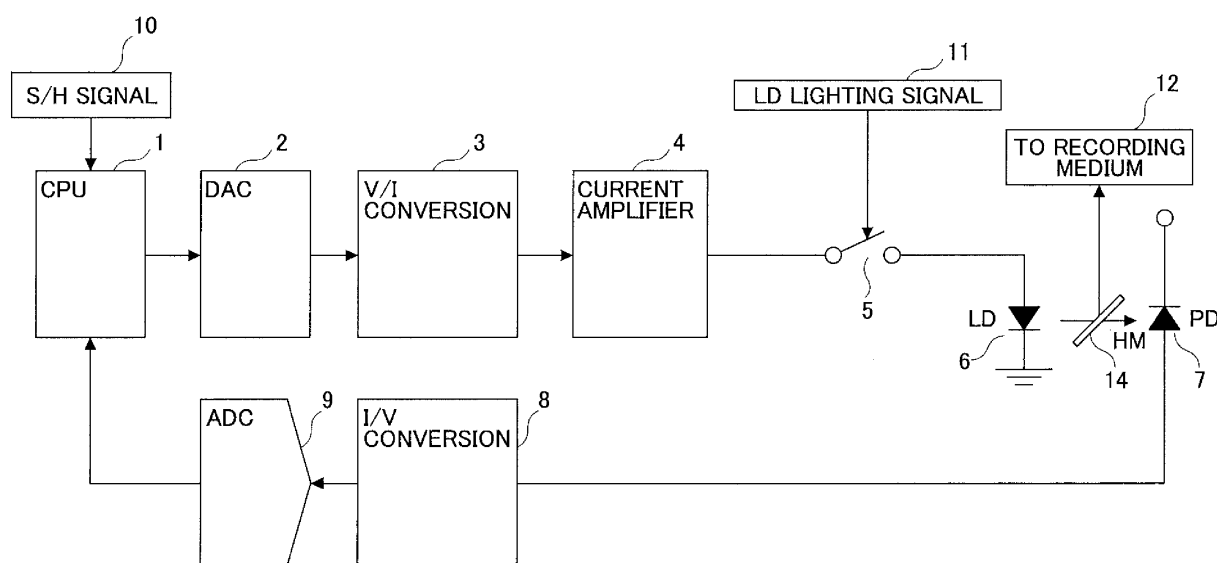 10
S/H SIGNAL
11
LD LIGHTING SIGNAL
12
TO RECORDING
MEDIUM
1
CPU
2
DAC
3
V/I
CONVERSION
4
CURRENT
AMPLIFIER
5
LD
6
HM
14
PD
7
ADC
9
I/V
CONVERSION
8